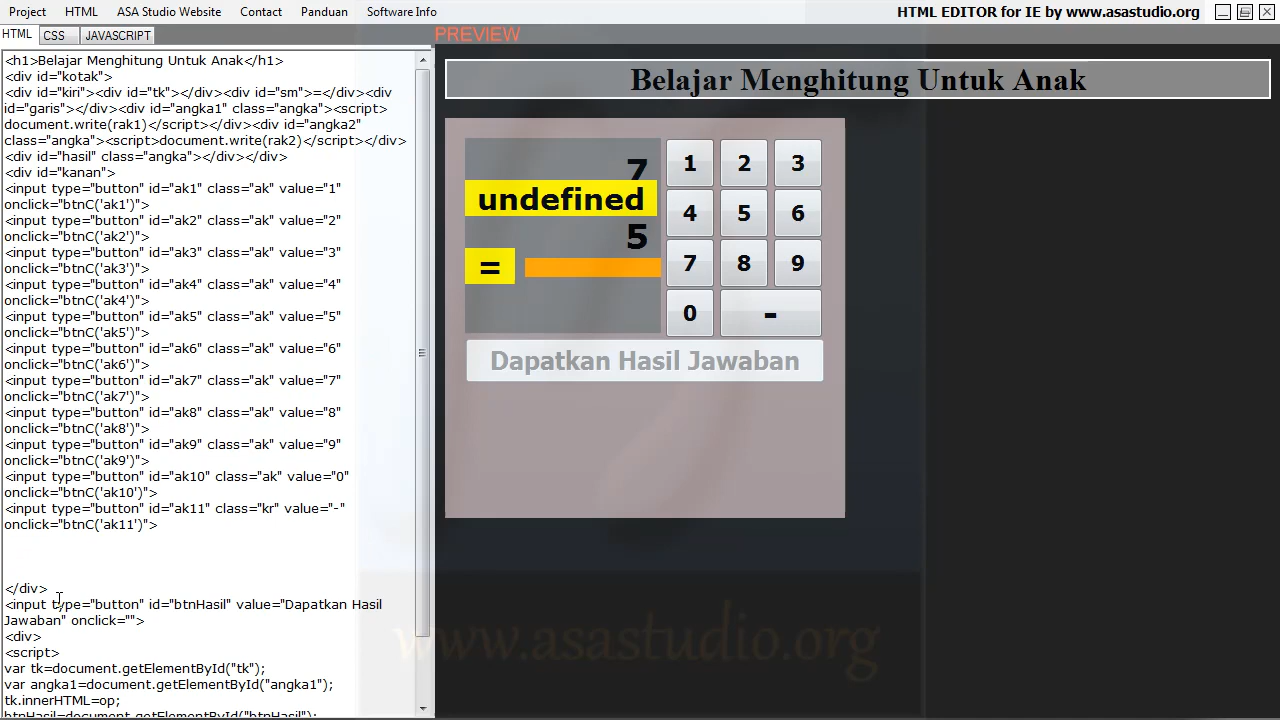 Project HTML ASA Studio Website Contact Panduan Software Info HTML EDITOR for IE by www.asastudio.org
HTML CSS JAVASCRIPT PREVIEW
<h1>Belajar Menghitung Untuk Anak</h1>
<div id="kotak">
<div id="kiri"><div id="tk"></div><div id="sm">=</div><div
id="garis"></div><div id="angka1" class="angka"><script>
document.write(rak1)</script></div><div id="angka2"
class="angka"><script>document.write(rak2)</script></div>
<div id="hasil" class="angka"></div></div>
<div id="kanan">
<input type="button" id="ak1" class="ak" value="1"
onclick="btnC('ak1')">
<input type="button" id="ak2" class="ak" value="2"
onclick="btnC('ak2')">
<input type="button" id="ak3" class="ak" value="3"
onclick="btnC('ak3')">
<input type="button" id="ak4" class="ak" value="4"
onclick="btnC('ak4')">
<input type="button" id="ak5" class="ak" value="5"
onclick="btnC('ak5')">
<input type="button" id="ak6" class="ak" value="6"
onclick="btnC('ak6')">
<input type="button" id="ak7" class="ak" value="7"
onclick="btnC('ak7')">
<input type="button" id="ak8" class="ak" value="8"
onclick="btnC('ak8')">
<input type="button" id="ak9" class="ak" value="9"
onclick="btnC('ak9')">
<input type="button" id="ak10" class="ak" value="0"
onclick="btnC('ak10')">
<input type="button" id="ak11" class="kr" value="-"
onclick="btnC('ak11')">
</div>
<input type="button" id="btnHasil" value="Dapatkan Hasil
Jawaban" onclick="">
<div>
<script>
var tk=document.getElementById("tk");
var angka1=document.getElementById("angka1");
tk.innerHTML=op;
btnHasil=document.getElementById("btnHasil");
Belajar Menghitung Untuk Anak
7
undefined
5
=
1 2 3
4 5 6
7 8 9
0 -
Dapatkan Hasil Jawaban
www.asastudio.org